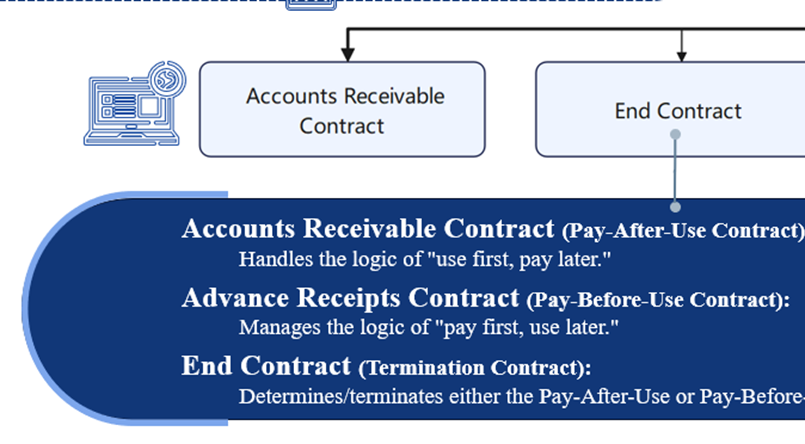 Accounts Receivable
Contract
End Contract
Accounts Receivable Contract (Pay-After-Use Contract)
Handles the logic of "use first, pay later."
Advance Receipts Contract (Pay-Before-Use Contract):
Manages the logic of "pay first, use later."
End Contract (Termination Contract):
Determines/terminates either the Pay-After-Use or Pay-Before-